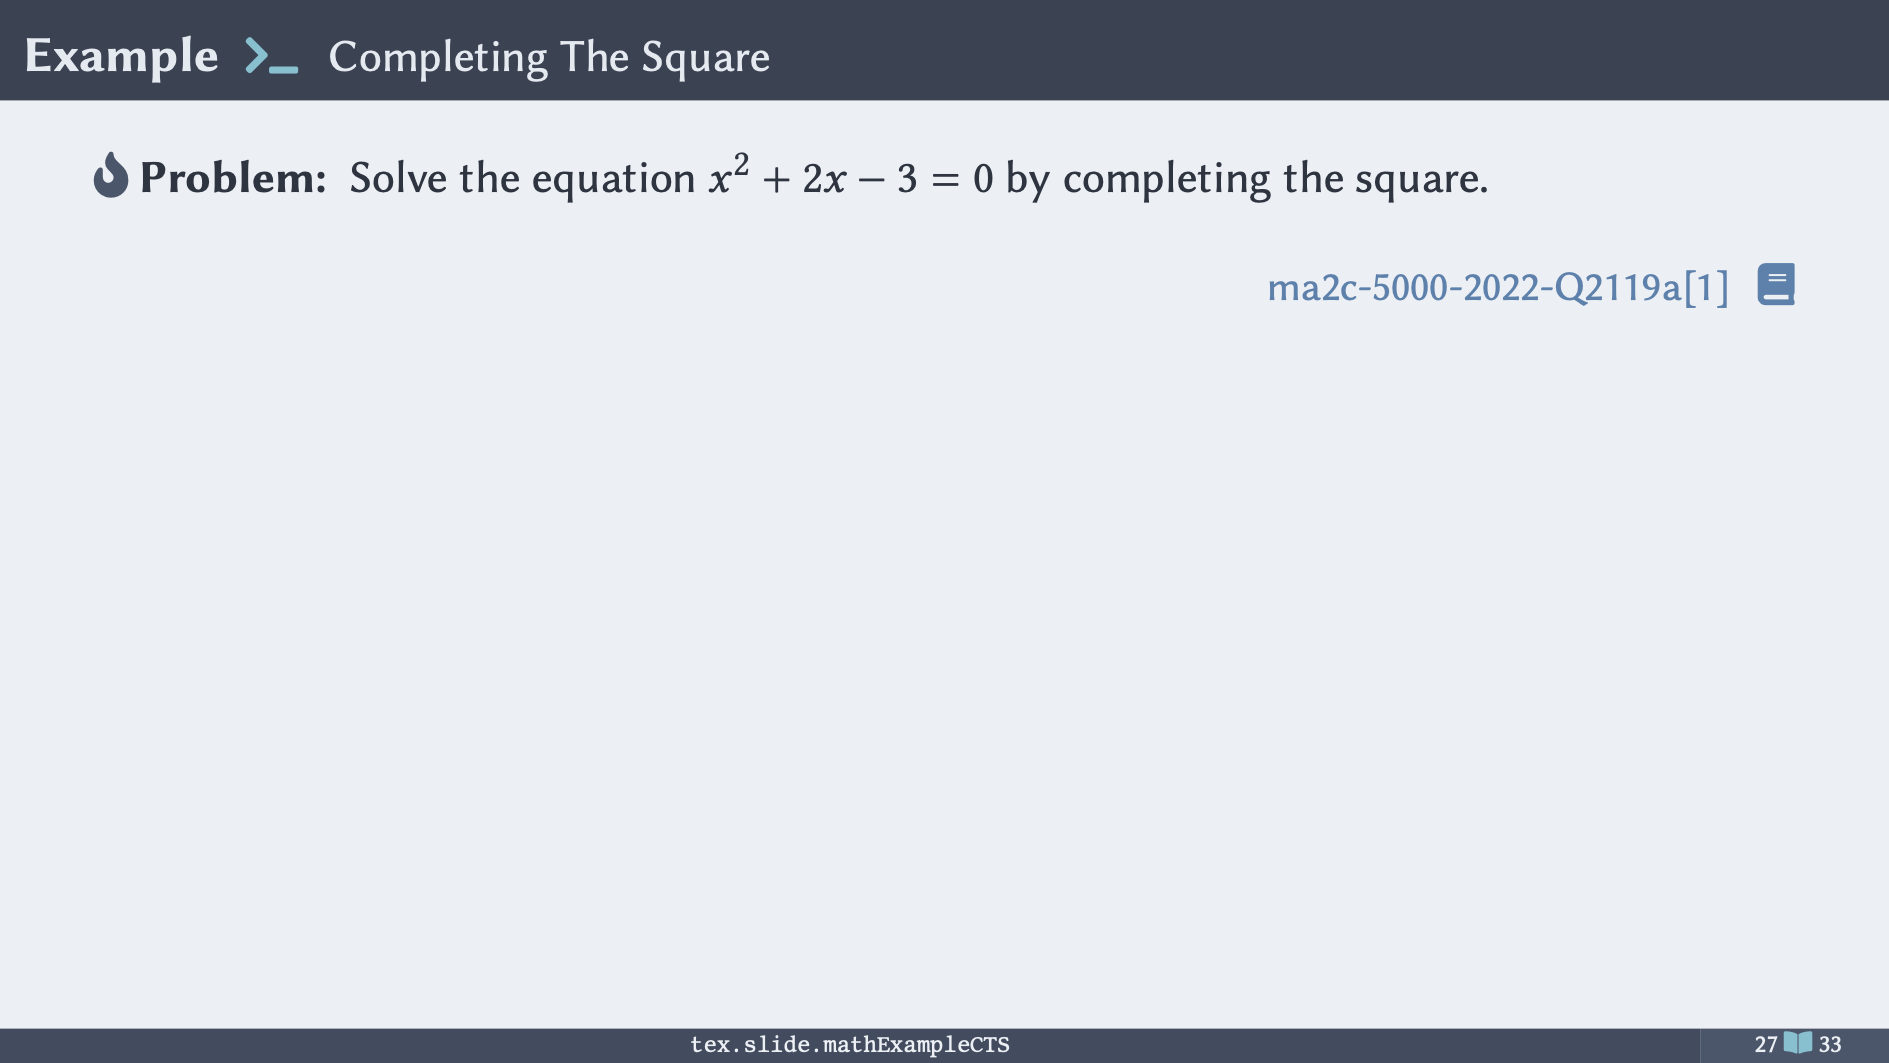 Example Completing The Square
Problem: Solve the equation x² + 2x − 3 = 0 by completing the square.
ma2c-5000-2022-Q2119a[1]
tex.slide.mathExampleCTS
27 33